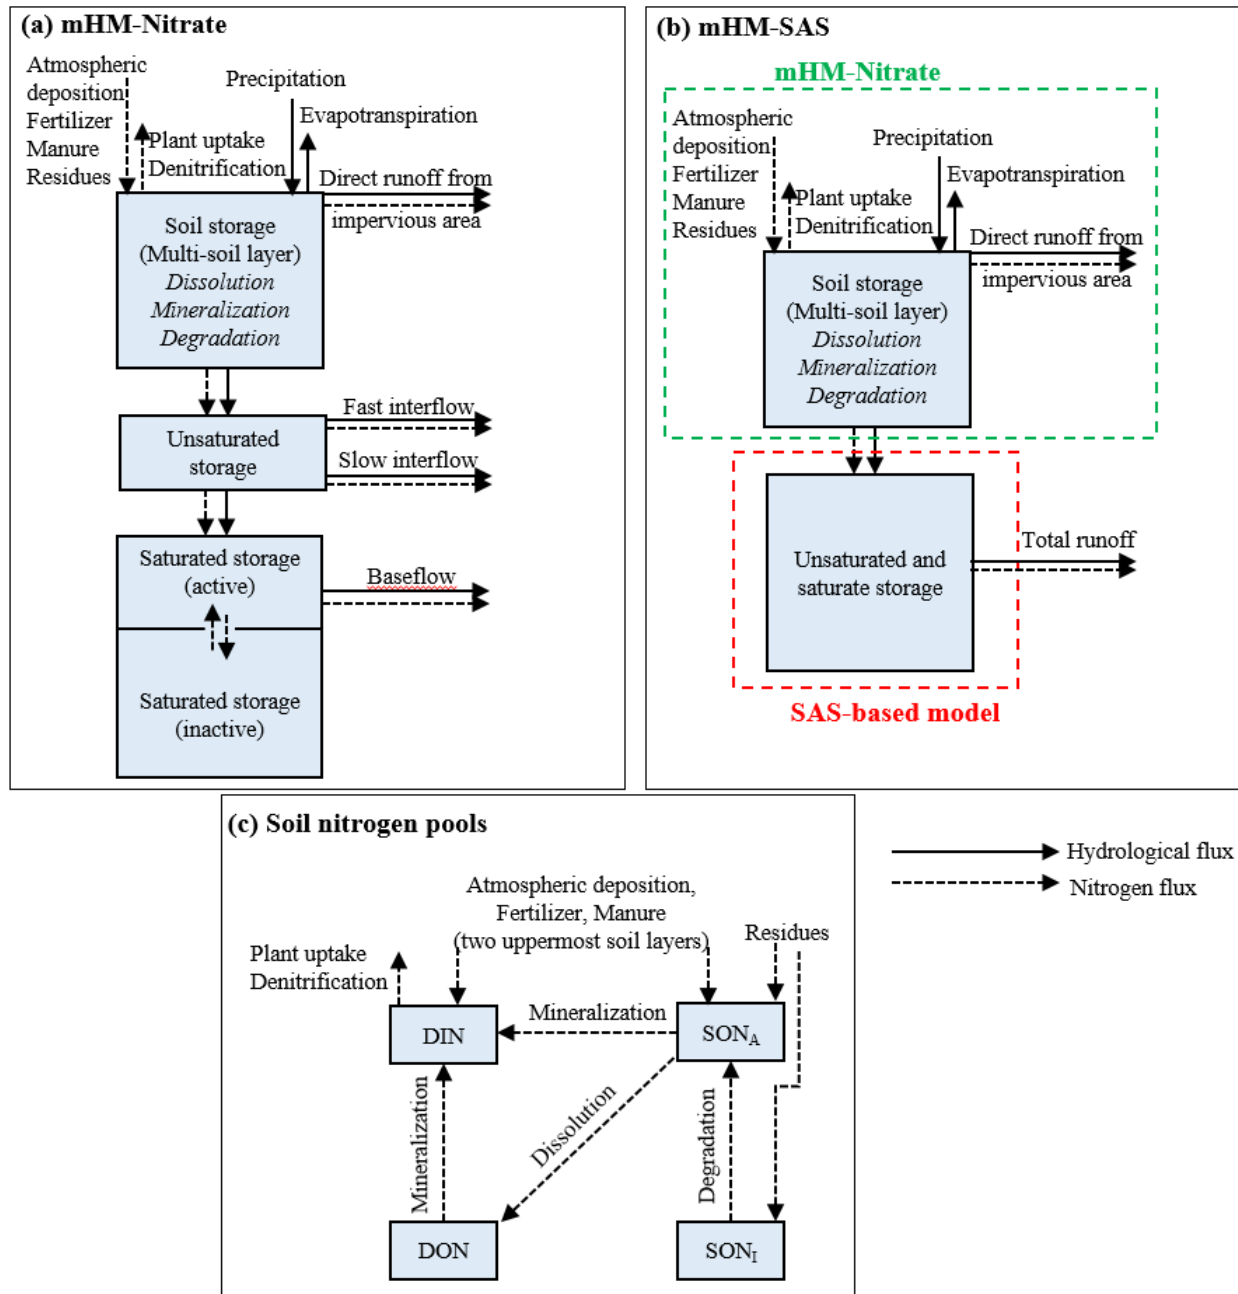 (a) mHM-Nitrate
Atmospheric
deposition
Fertilizer
Manure
Residues
Plant uptake
Denitrification
Precipitation
Evapotranspiration
Direct runoff from
impervious area
Soil storage
(Multi-soil layer)
Dissolution
Mineralization
Degradation
Fast interflow
Unsaturated
storage
Slow interflow
Saturated storage
(active)
Baseflow
Saturated storage
(inactive)
(b) mHM-SAS
mHM-Nitrate
Atmospheric
deposition
Fertilizer
Manure
Residues
Plant uptake
Denitrification
Precipitation
Evapotranspiration
Direct runoff from
impervious area
Soil storage
(Multi-soil layer)
Dissolution
Mineralization
Degradation
Unsaturated and
saturate storage
Total runoff
SAS-based model
(c) Soil nitrogen pools
Atmospheric deposition,
Fertilizer, Manure
(two uppermost soil layers)
Residues
Plant uptake
Denitrification
DIN
Mineralization
SONA
Mineralization
Dissolution
Degradation
DON
SONI
Hydrological flux
Nitrogen flux